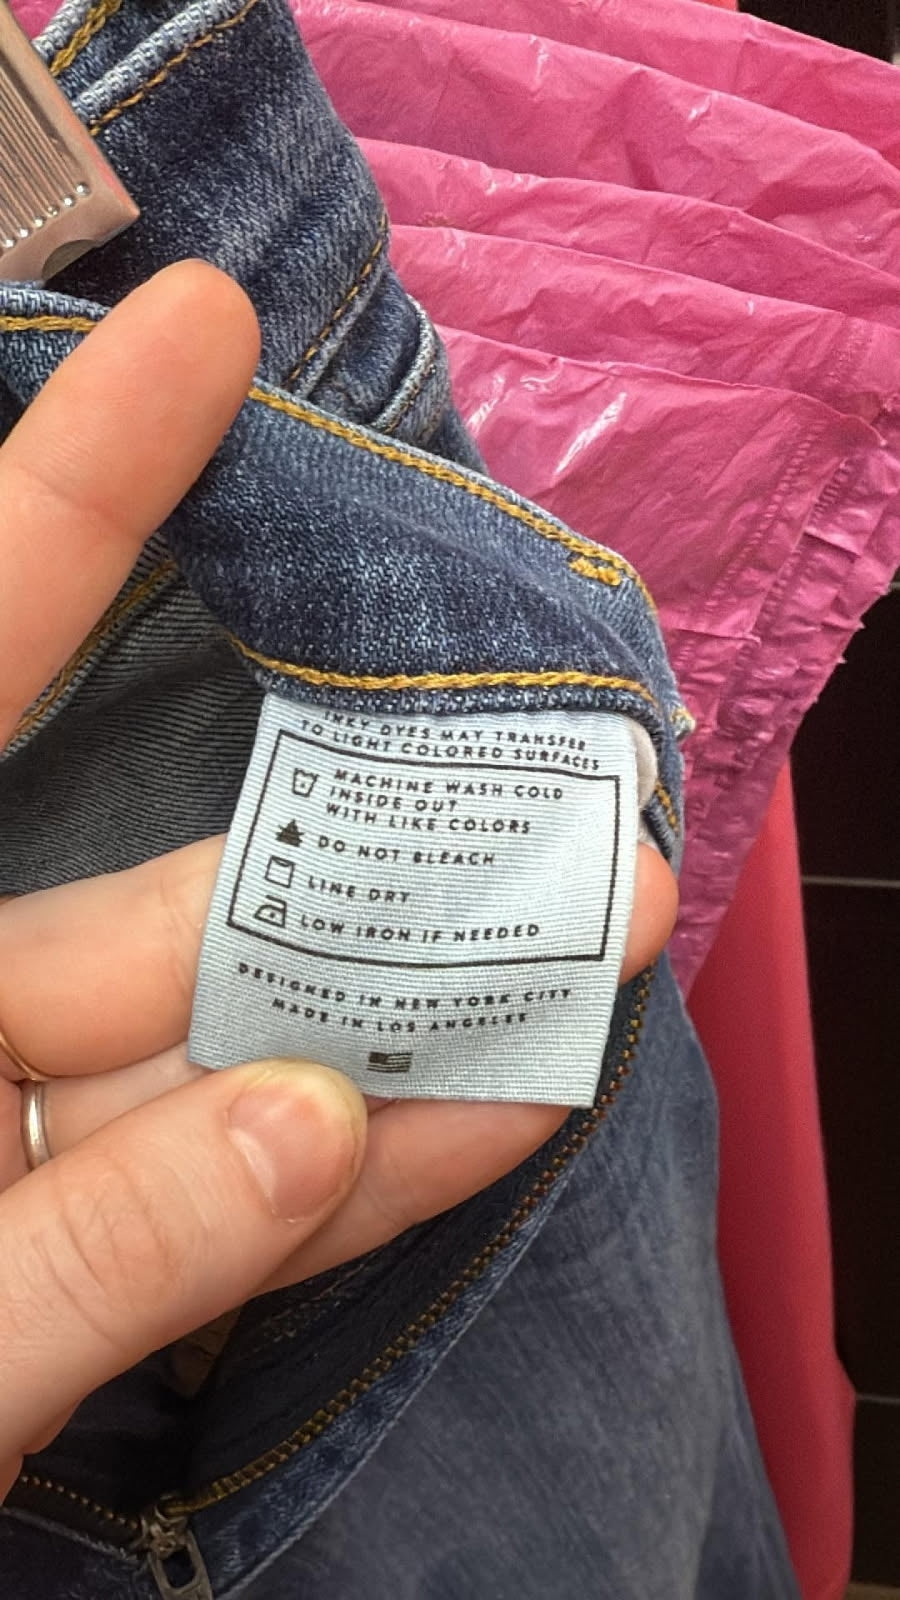 INKY DYES MAY TRANSFER
TO LIGHT COLORED SURFACES
MACHINE WASH COLD
INSIDE OUT
WITH LIKE COLORS
DO NOT BLEACH
LINE DRY
LOW IRON IF NEEDED
DESIGNED IN NEW YORK CITY
MADE IN LOS ANGELES